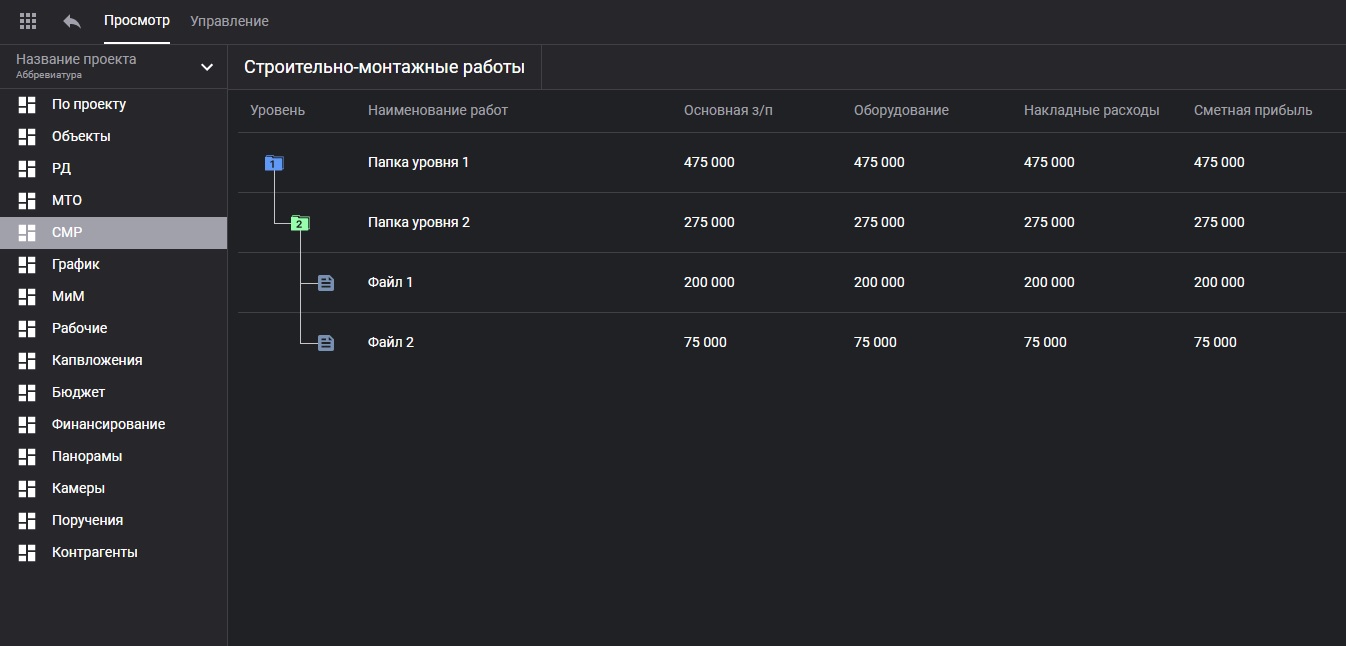 Просмотр Управление
Название проекта
Аббревиатура
Строительно-монтажные работы
По проекту
Объекты
РД
МТО
СМР
График
МиМ
Рабочие
Капвложения
Бюджет
Финансирование
Панорамы
Камеры
Поручения
Контрагенты
Уровень Наименование работ Основная з/п Оборудование Накладные расходы Сметная прибыль
1 Папка уровня 1 475 000 475 000 475 000 475 000
2 Папка уровня 2 275 000 275 000 275 000 275 000
Файл 1 200 000 200 000 200 000 200 000
Файл 2 75 000 75 000 75 000 75 000